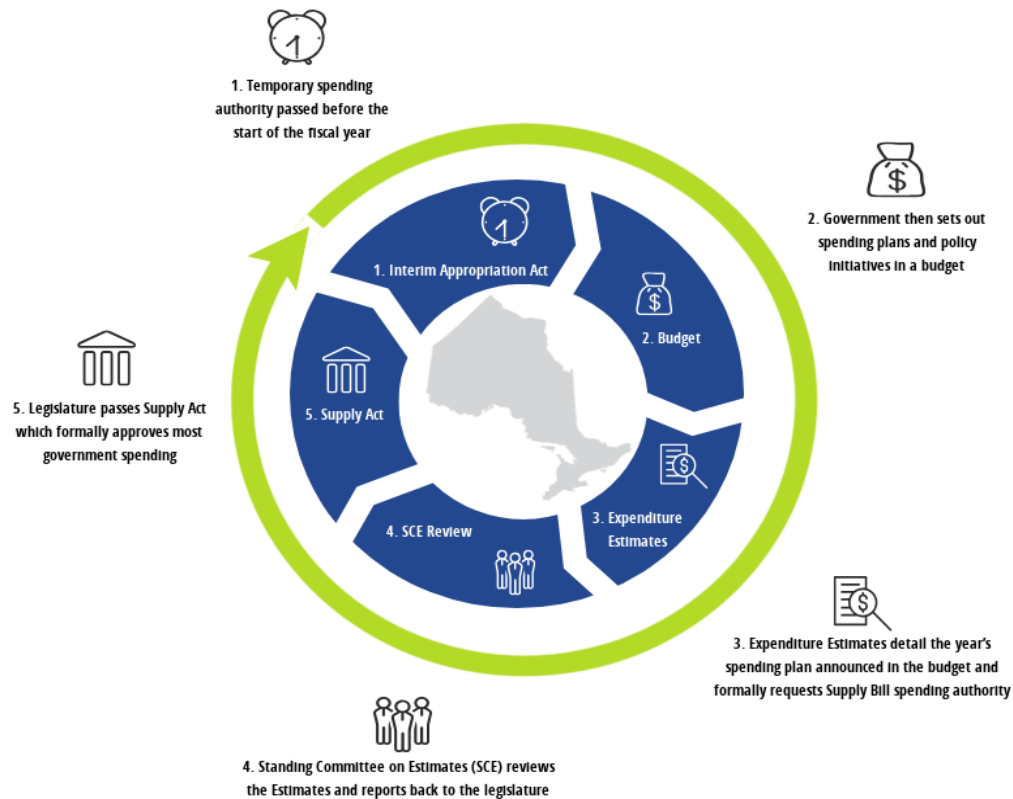 1. Temporary spending
authority passed before the
start of the fiscal year
2. Government then sets out
spending plans and policy
initiatives in a budget
1. Interim Appropriation Act
$
2. Budget
$
5. Supply Act
5. Legislature passes Supply Act
which formally approves most
government spending
$
3. Expenditure
Estimates
4. SCE Review
$
3. Expenditure Estimates detail the year’s
spending plan announced in the budget and
formally requests Supply Bill spending authority
4. Standing Committee on Estimates (SCE) reviews
the Estimates and reports back to the legislature